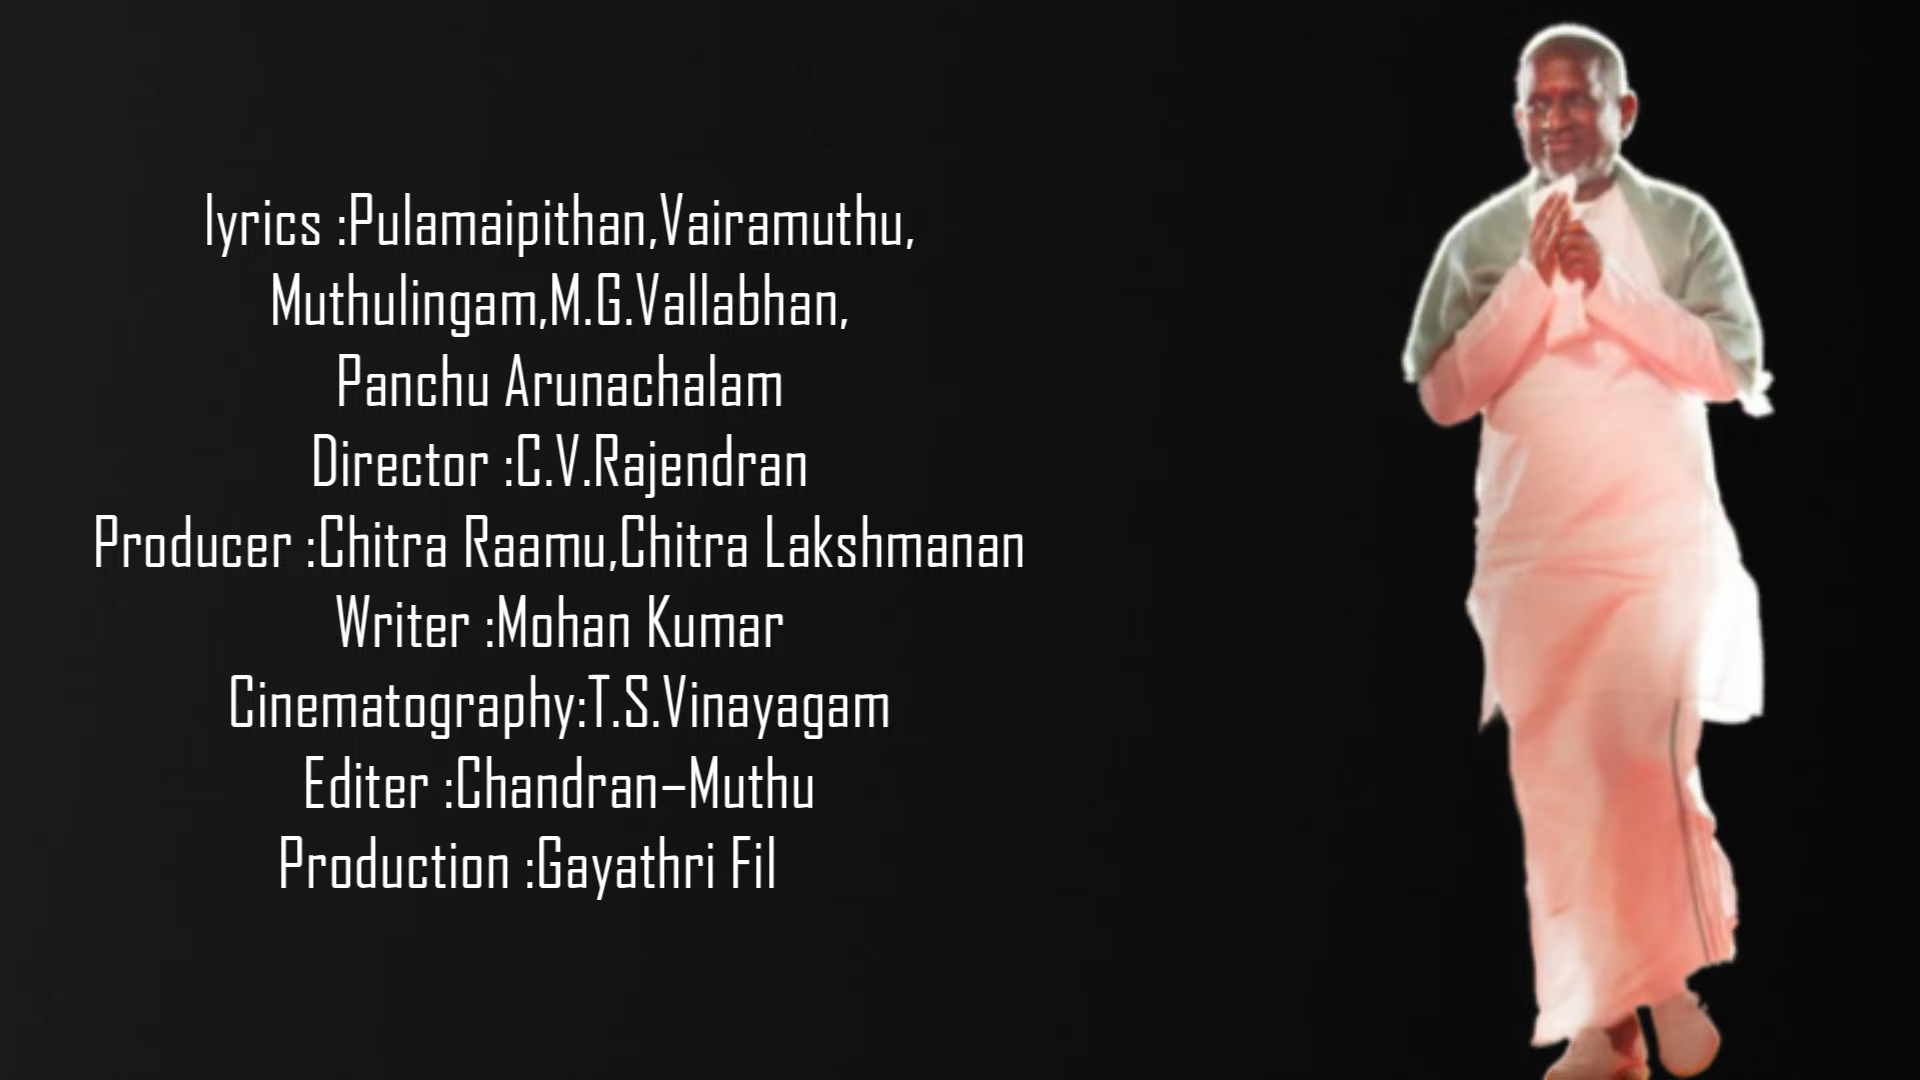 lyrics :Pulamaipithan,Vairamuthu,
Muthulingam,M.G.Vallabhan,
Panchu Arunachalam
Director :C.V.Rajendran
Producer :Chitra Raamu,Chitra Lakshmanan
Writer :Mohan Kumar
Cinematography:T.S.Vinayagam
Editer :Chandran–Muthu
Production :Gayathri Fil